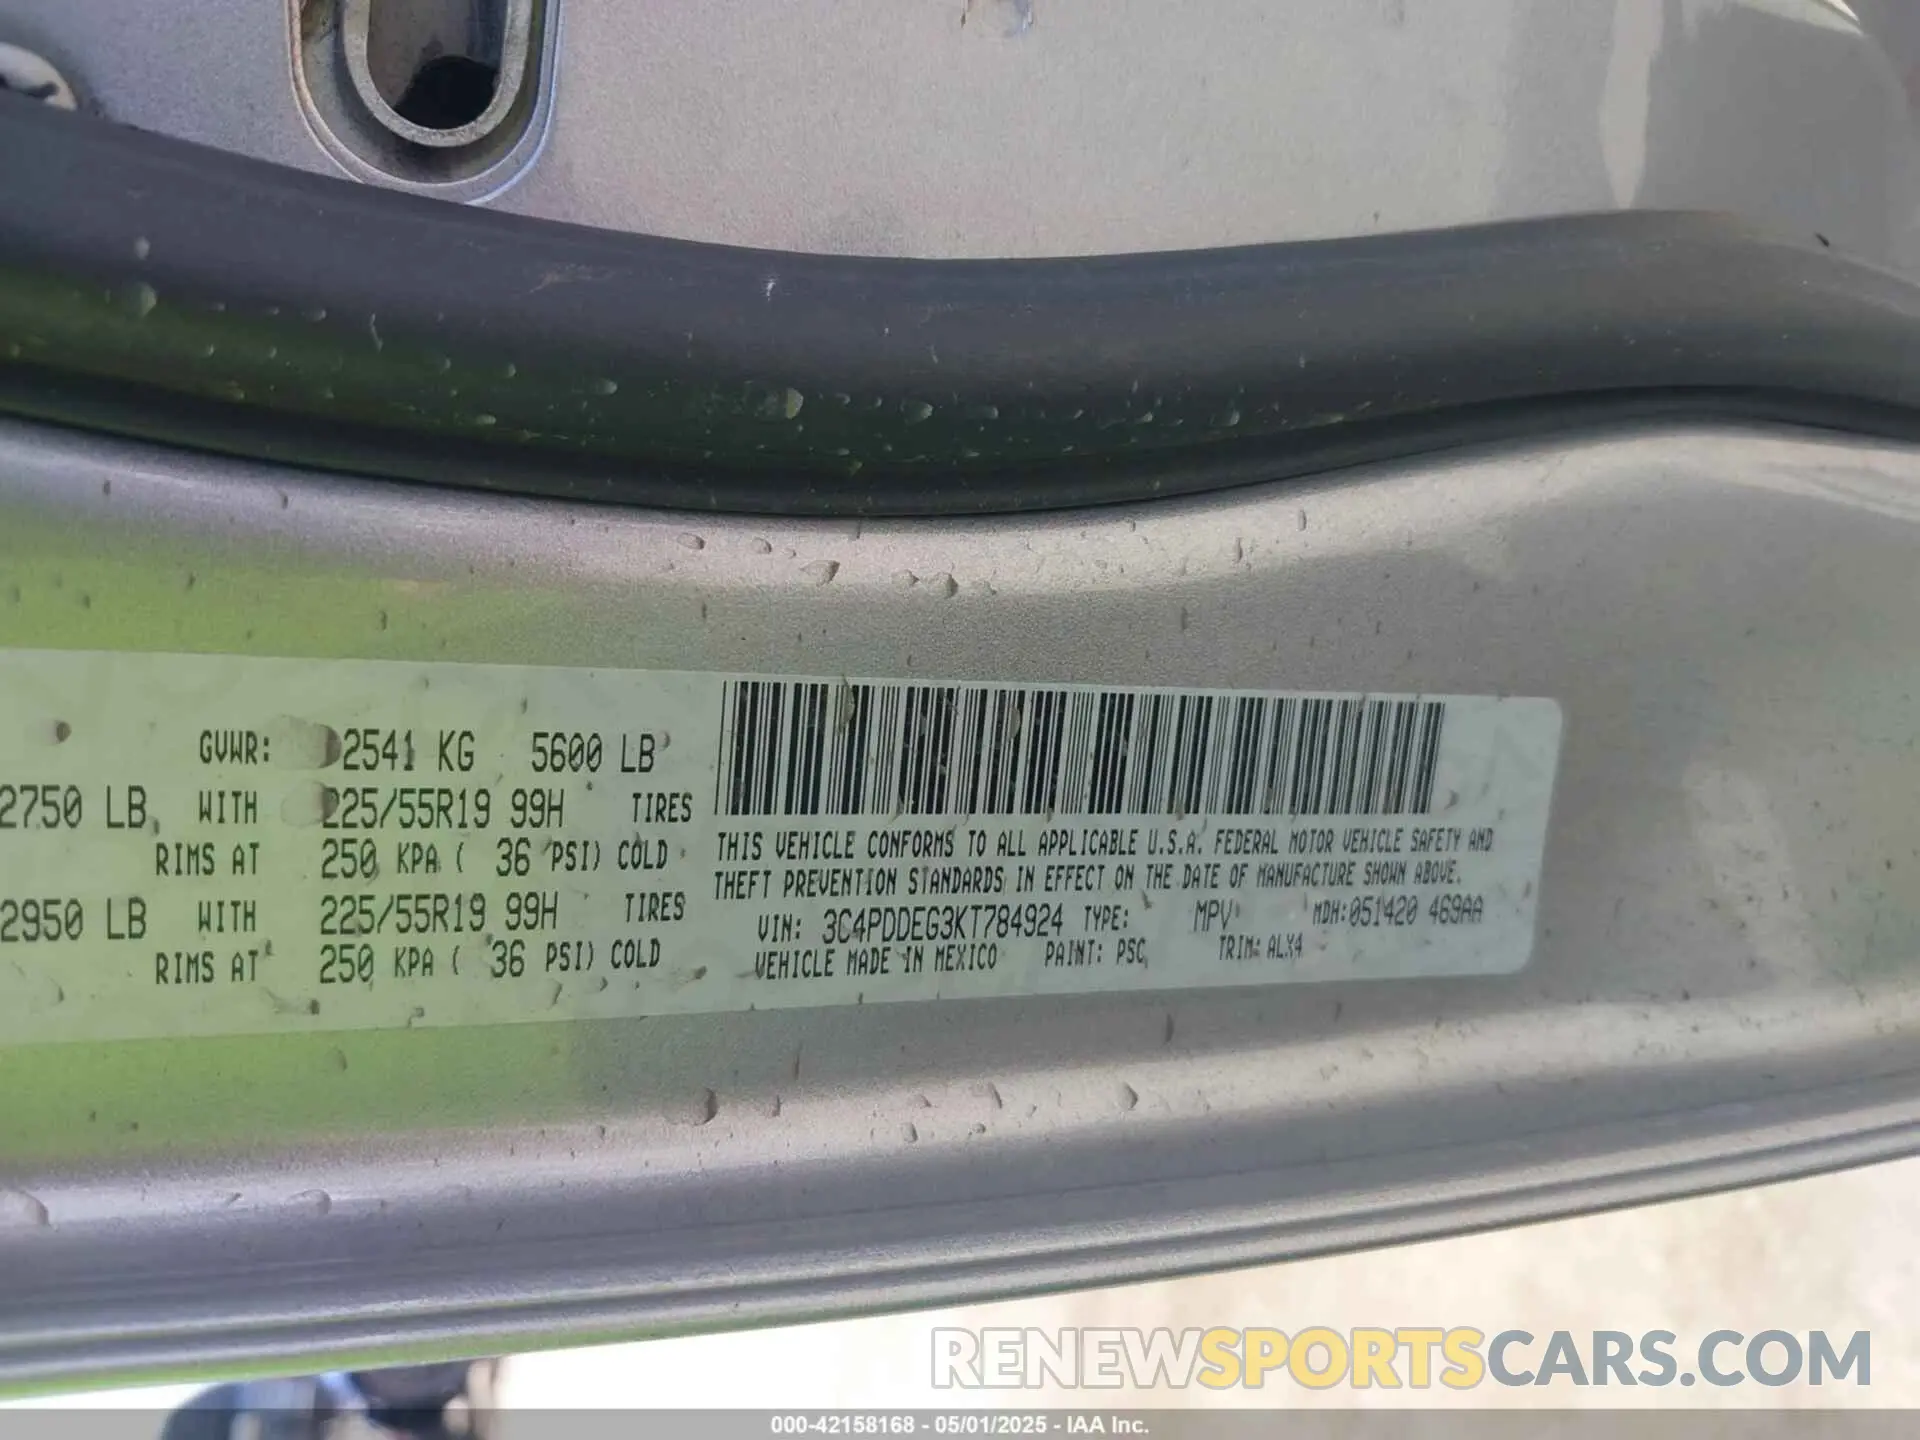 GVWR: 2541 KG 5600 LB
2750 LB WITH 225/55R19 99H TIRES
RIMS AT 250 KPA ( 36 PSI) COLD
2950 LB WITH 225/55R19 99H TIRES
RIMS AT 250 KPA ( 36 PSI) COLD
THIS VEHICLE CONFORMS TO ALL APPLICABLE U.S.A. FEDERAL MOTOR VEHICLE SAFETY AND
THEFT PREVENTION STANDARDS IN EFFECT ON THE DATE OF MANUFACTURE SHOWN ABOVE.
VIN: 3C4PDDEG3KT784924 TYPE: MPV MDH:051420 469AA
VEHICLE MADE IN MEXICO PAINT: PSC TRIM: ALX4
RENEWSPORTSCARS.COM
000-42158168 - 05/01/2025 - IAA Inc.